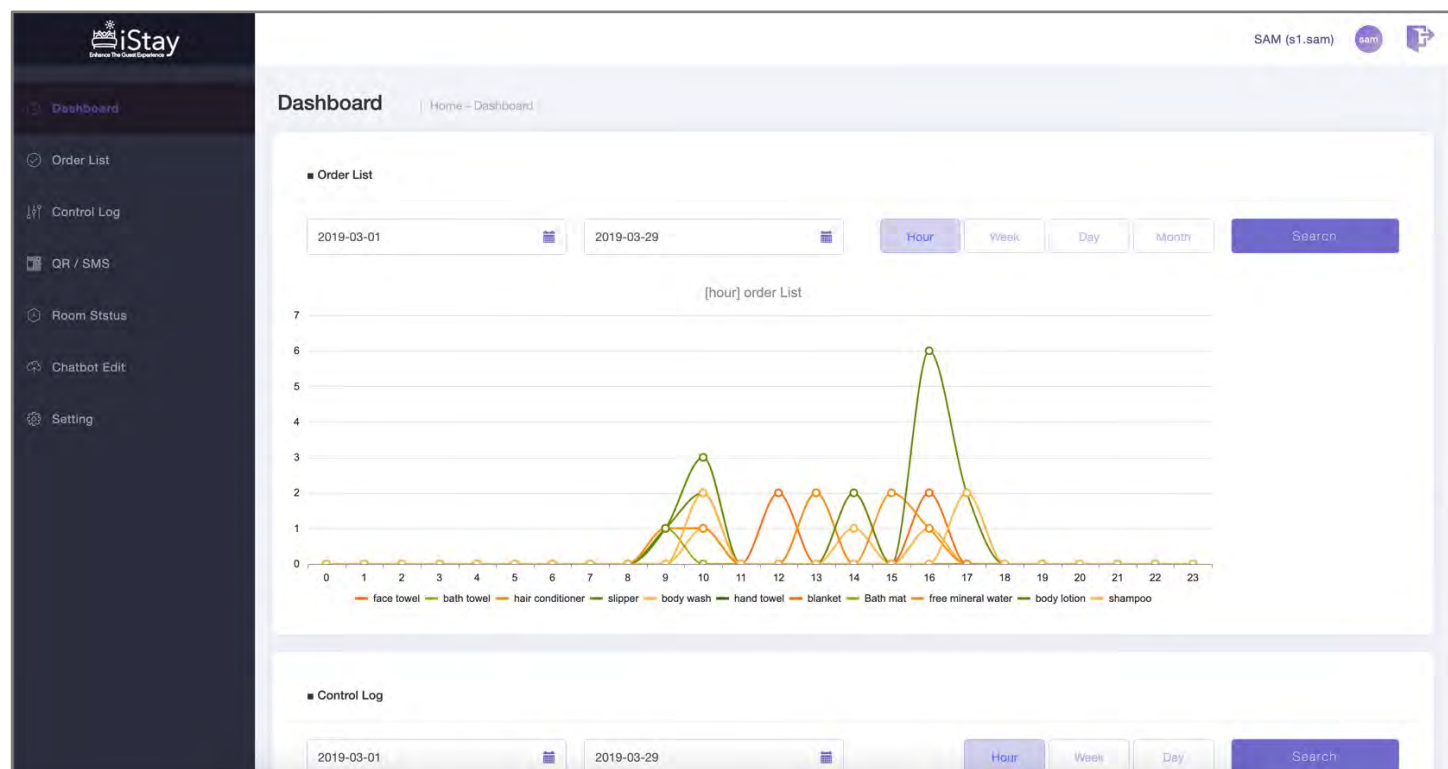 iStay
Enhance The Guest Experience
SAM (s1.sam)
sam
Dashboard
Order List
Control Log
QR / SMS
Room Ststus
Chatbot Edit
Setting
Dashboard
Home - Dashboard
Order List
2019-03-01
2019-03-29
Hour
Week
Day
Month
Search
[hour] order List
7
6
5
4
3
2
1
0
0 1 2 3 4 5 6 7 8 9 10 11 12 13 14 15 16 17 18 19 20 21 22 23
face towel bath towel hair conditioner slipper body wash hand towel blanket Bath mat free mineral water body lotion shampoo
Control Log
2019-03-01
2019-03-29
Hour
Week
Day
Search